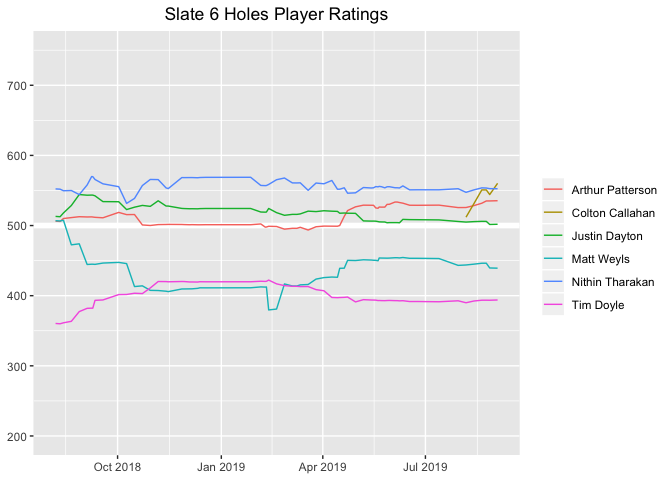 Slate 6 Holes Player Ratings
700
600
500
400
300
200
Oct 2018
Jan 2019
Apr 2019
Jul 2019
Arthur Patterson
Colton Callahan
Justin Dayton
Matt Weyls
Nithin Tharakan
Tim Doyle